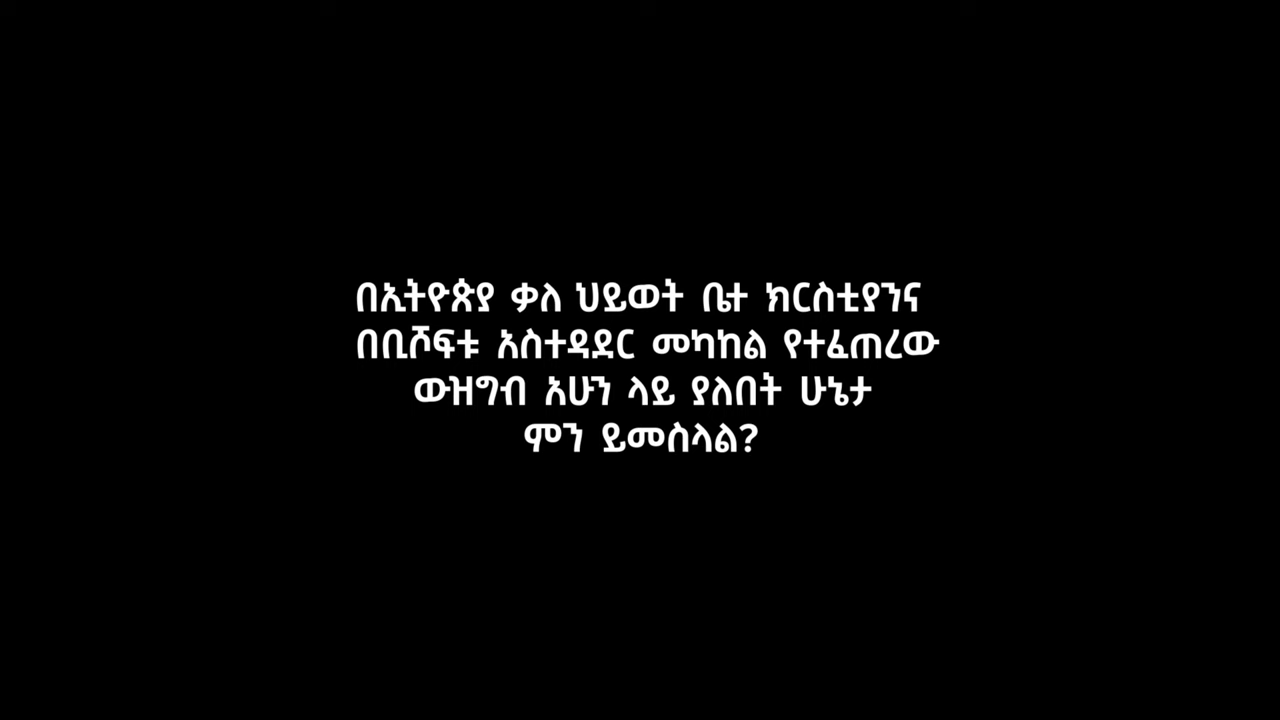 በኢትዮጵያ ቃለ ህይወት ቤተ ክርስቲያንና
በቢሾፍቱ አስተዳደር መካከል የተፈጠረው
ውዝግብ አሁን ላይ ያለበት ሁኔታ
ምን ይመስላል?